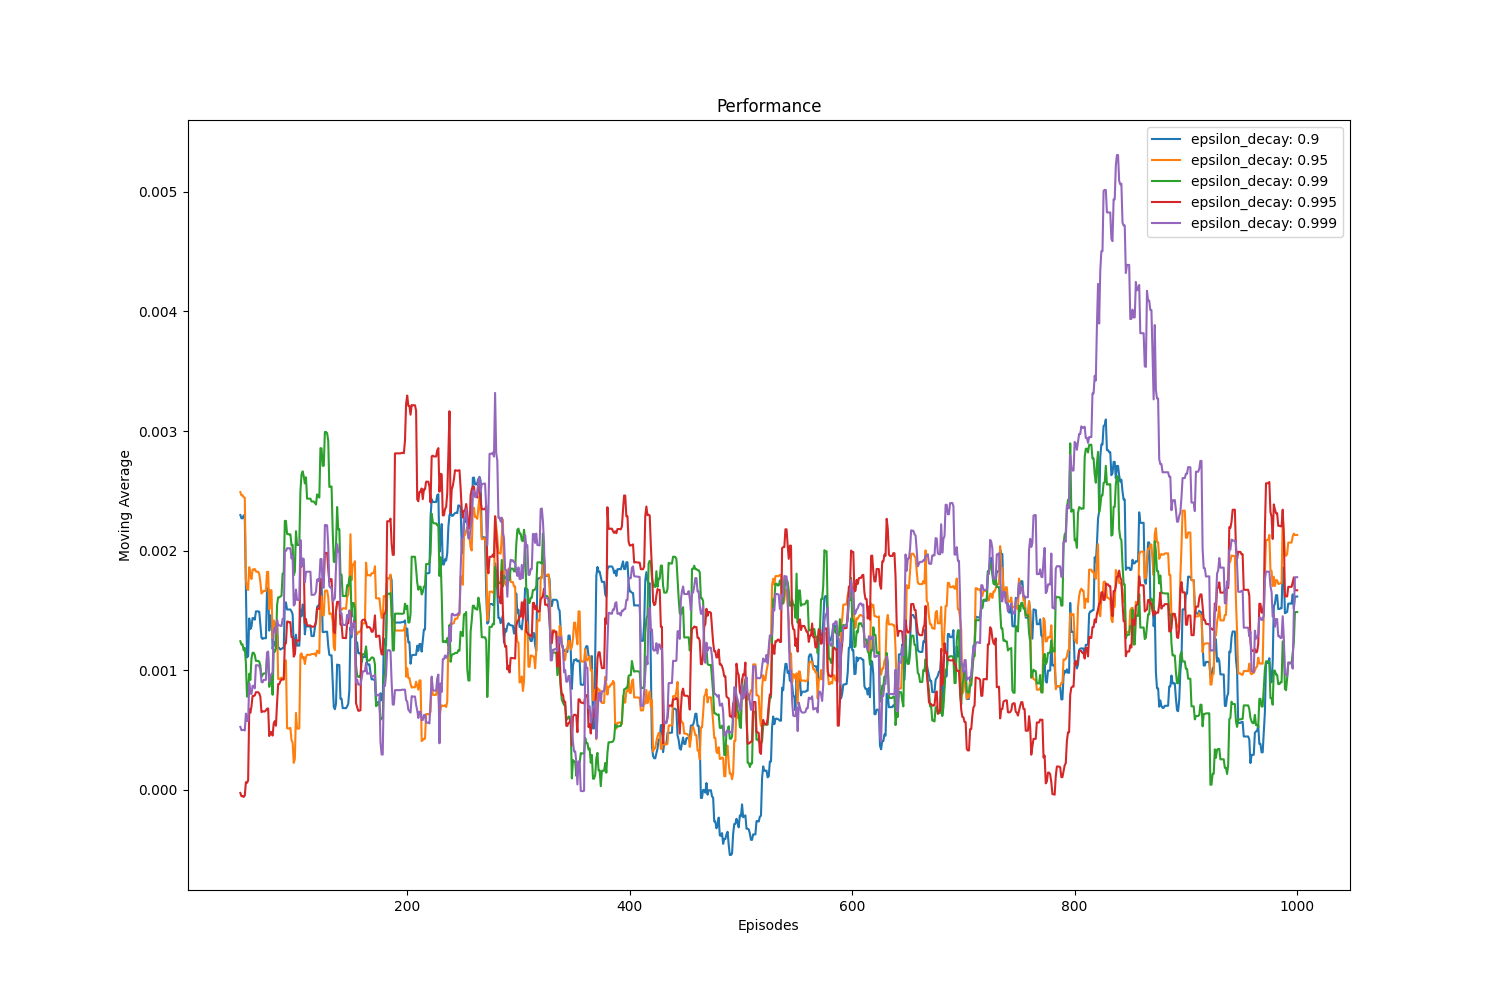 Performance
epsilon_decay: 0.9
epsilon_decay: 0.95
epsilon_decay: 0.99
epsilon_decay: 0.995
epsilon_decay: 0.999
Moving Average
0.005
0.004
0.003
0.002
0.001
0.000
200 400 600 800 1000
Episodes